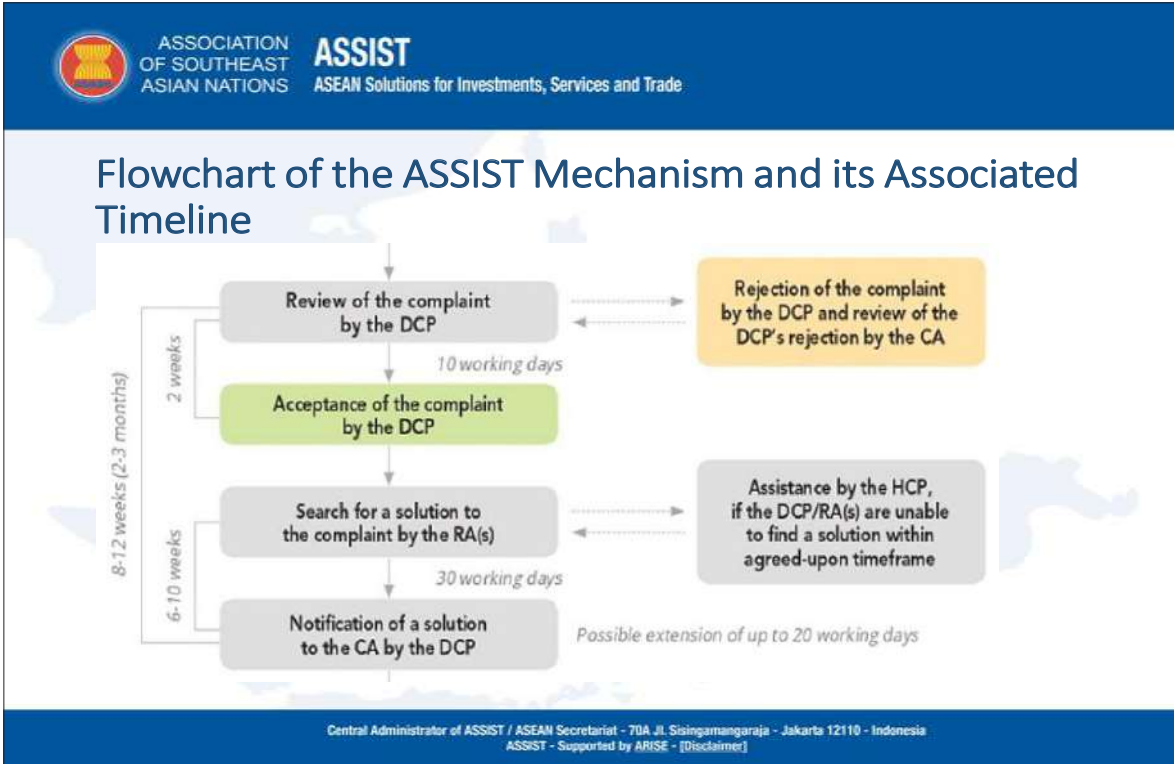 ASSOCIATION
OF SOUTHEAST
ASIAN NATIONS
ASSIST
ASEAN Solutions for Investments, Services and Trade
Flowchart of the ASSIST Mechanism and its Associated
Timeline
Review of the complaint
by the DCP
Rejection of the complaint
by the DCP and review of the
DCP's rejection by the CA
10 working days
2 weeks
Acceptance of the complaint
by the DCP
8-12 weeks (2-3 months)
Search for a solution to
the complaint by the RA(s)
Assistance by the HCP,
if the DCP/RA(s) are unable
to find a solution within
agreed-upon timeframe
30 working days
6-10 weeks
Notification of a solution
to the CA by the DCP
Possible extension of up to 20 working days
Central Administrator of ASSIST / ASEAN Secretariat - 70A Jl. Sisingamangaraja - Jakarta 12110 - Indonesia
ASSIST - Supported by ARISE - [Disclaimer]